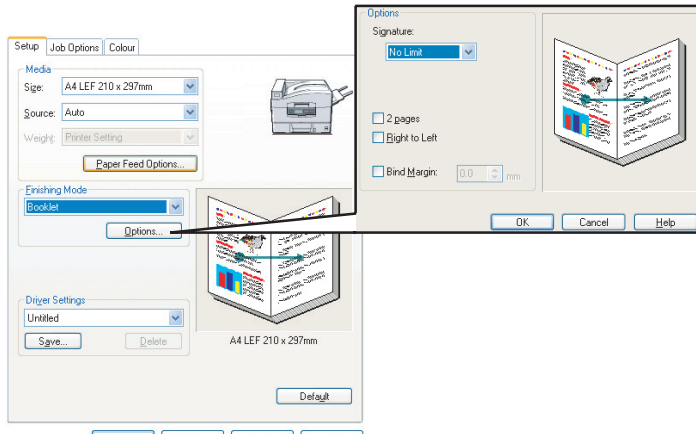 Setup
Job Options
Colour
Media
Size: A4 LEF 210 x 297mm
Source: Auto
Weight: Printer Setting
Paper Feed Options...
Finishing Mode
Booklet
Options...
Driver Settings
Untitled
Save...
Delete
A4 LEF 210 x 297mm
Default
Options
Signature:
No Limit
2 pages
Right to Left
Bind Margin: 0.0 mm
OK
Cancel
Help